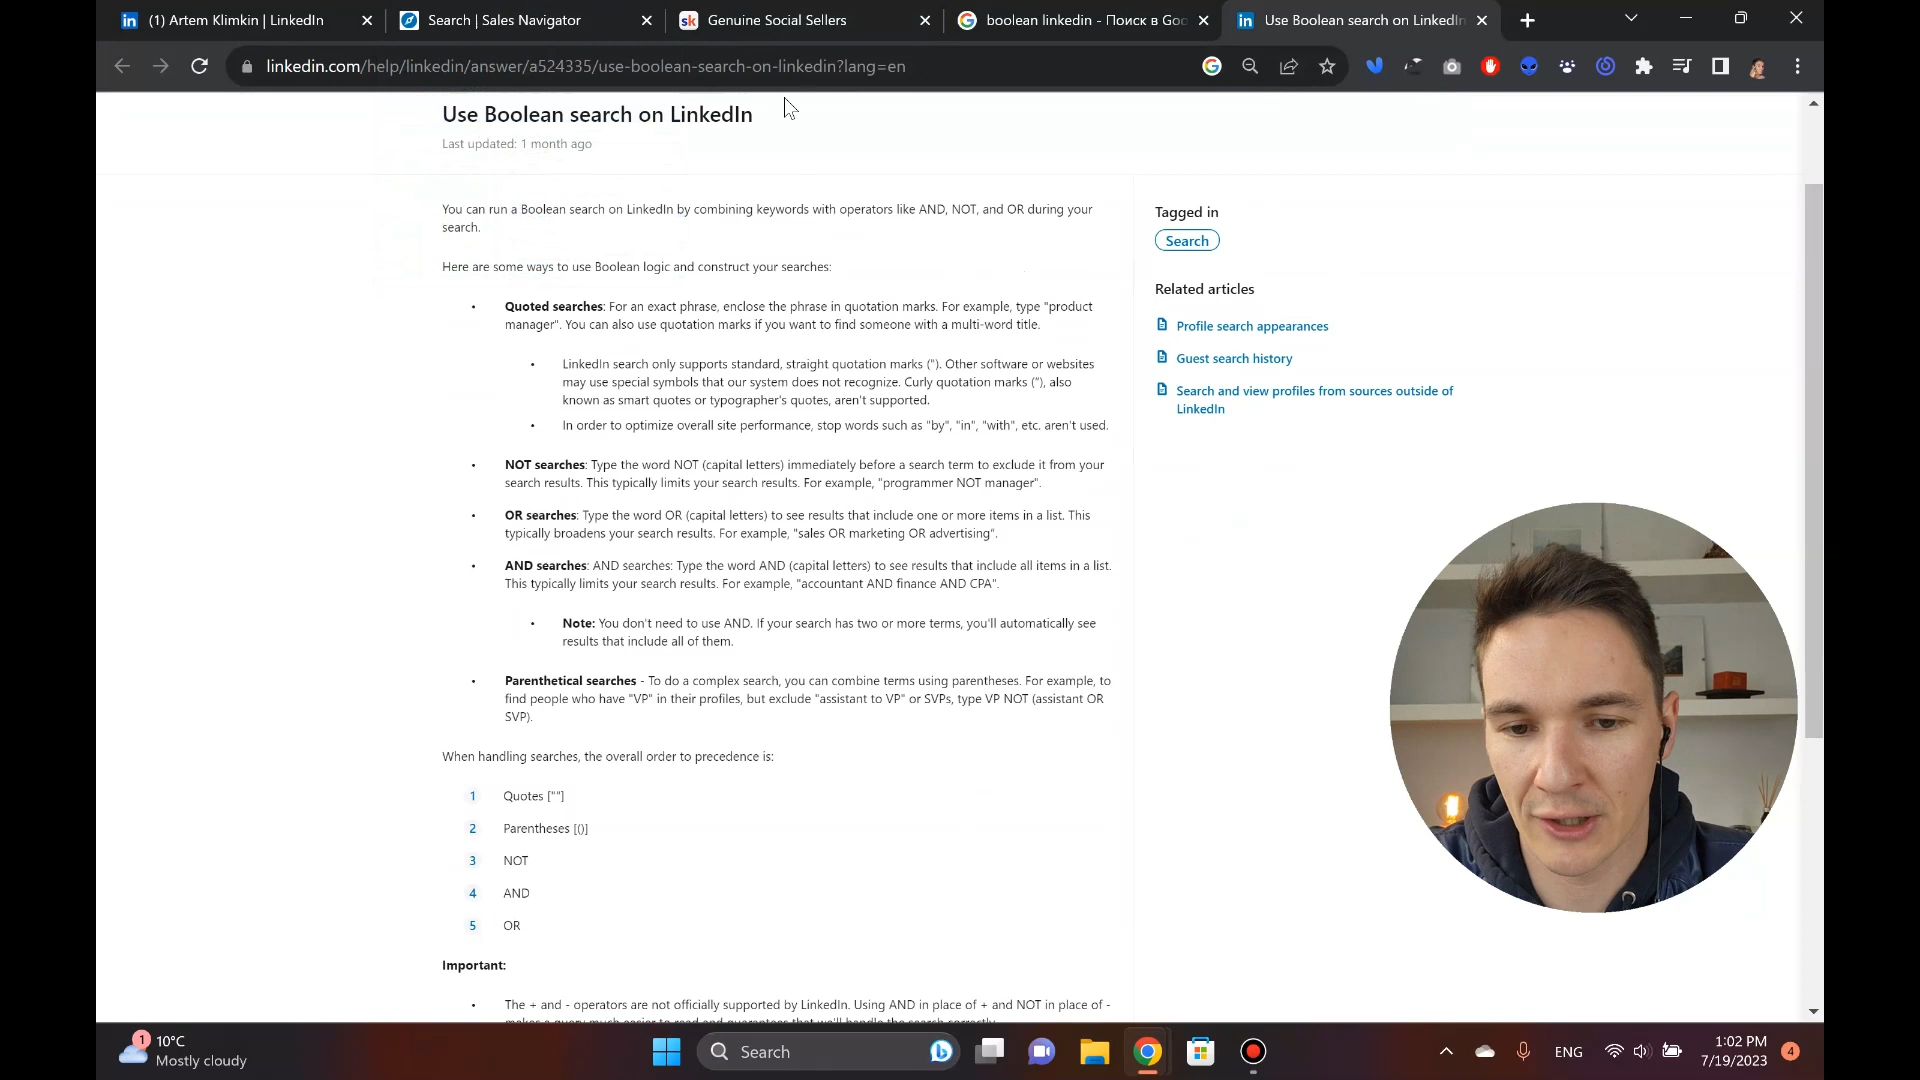 (1) Artem Klimkin | LinkedIn
Search | Sales Navigator
sk Genuine Social Sellers
boolean linkedin - Поиск в Goo
in Use Boolean search on LinkedIn
linkedin.com/help/linkedin/answer/a524335/use-boolean-search-on-linkedin?lang=en
Use Boolean search on LinkedIn
Last updated: 1 month ago
You can run a Boolean search on LinkedIn by combining keywords with operators like AND, NOT, and OR during your
search.
Here are some ways to use Boolean logic and construct your searches:
• Quoted searches: For an exact phrase, enclose the phrase in quotation marks. For example, type "product
manager". You can also use quotation marks if you want to find someone with a multi-word title.
• LinkedIn search only supports standard, straight quotation marks ("). Other software or websites
may use special symbols that our system does not recognize. Curly quotation marks ("), also
known as smart quotes or typographer's quotes, aren't supported.
• In order to optimize overall site performance, stop words such as "by", "in", "with", etc. aren't used.
• NOT searches: Type the word NOT (capital letters) immediately before a search term to exclude it from your
search results. This typically limits your search results. For example, "programmer NOT manager".
• OR searches: Type the word OR (capital letters) to see results that include one or more items in a list. This
typically broadens your search results. For example, "sales OR marketing OR advertising".
• AND searches: AND searches: Type the word AND (capital letters) to see results that include all items in a list.
This typically limits your search results. For example, "accountant AND finance AND CPA".
• Note: You don't need to use AND. If your search has two or more terms, you'll automatically see
results that include all of them.
• Parenthetical searches - To do a complex search, you can combine terms using parentheses. For example, to
find people who have "VP" in their profiles, but exclude "assistant to VP" or SVPs, type VP NOT (assistant OR
SVP).
When handling searches, the overall order to precedence is:
1 Quotes [""]
2 Parentheses [()]
3 NOT
4 AND
5 OR
Important:
• The + and - operators are not officially supported by LinkedIn. Using AND in place of + and NOT in place of -
makes a query much easier to read and guarantees that we'll handle the search correctly.
Tagged in
Search
Related articles
Profile search appearances
Guest search history
Search and view profiles from sources outside of
LinkedIn
1
10°C
Mostly cloudy
Search
ENG
1:02 PM
7/19/2023
4